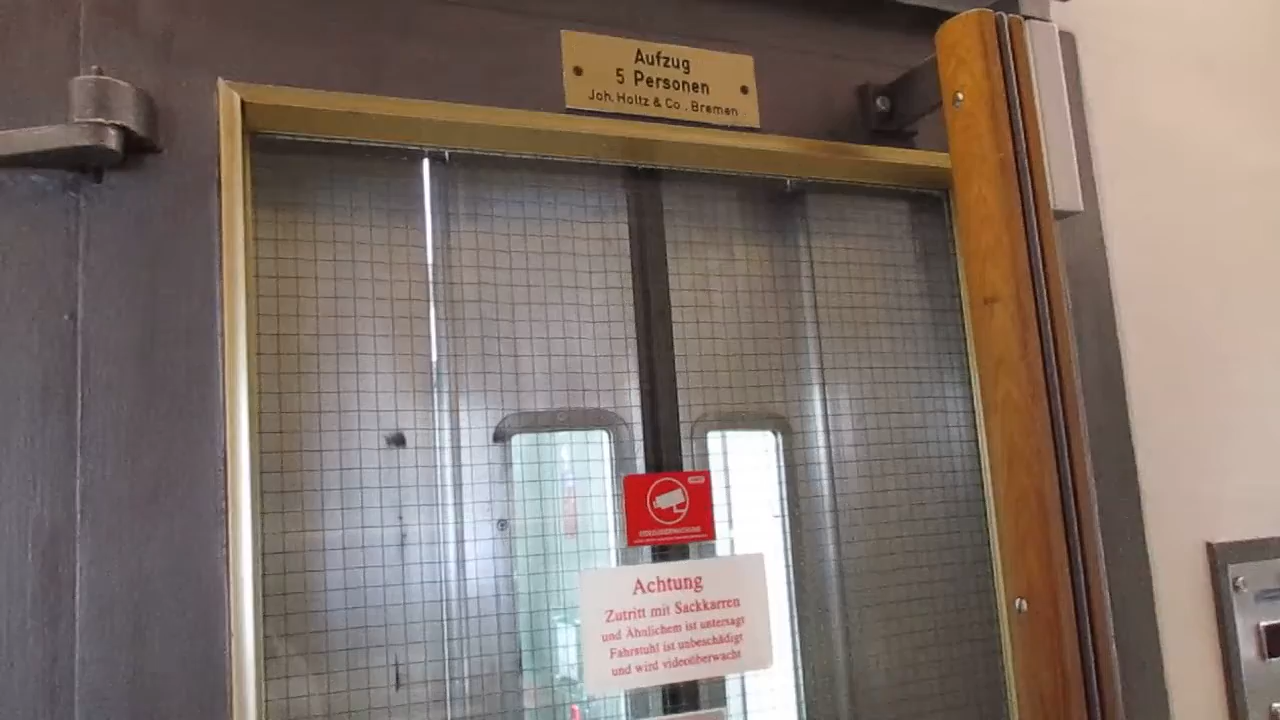 Aufzug
5 Personen
Joh. Holtz & Co., Bremen
Achtung
Zutritt mit Sackkarren
und Ähnlichem ist untersagt
Fahrstuhl ist unbeschädigt
und wird videoüberwacht